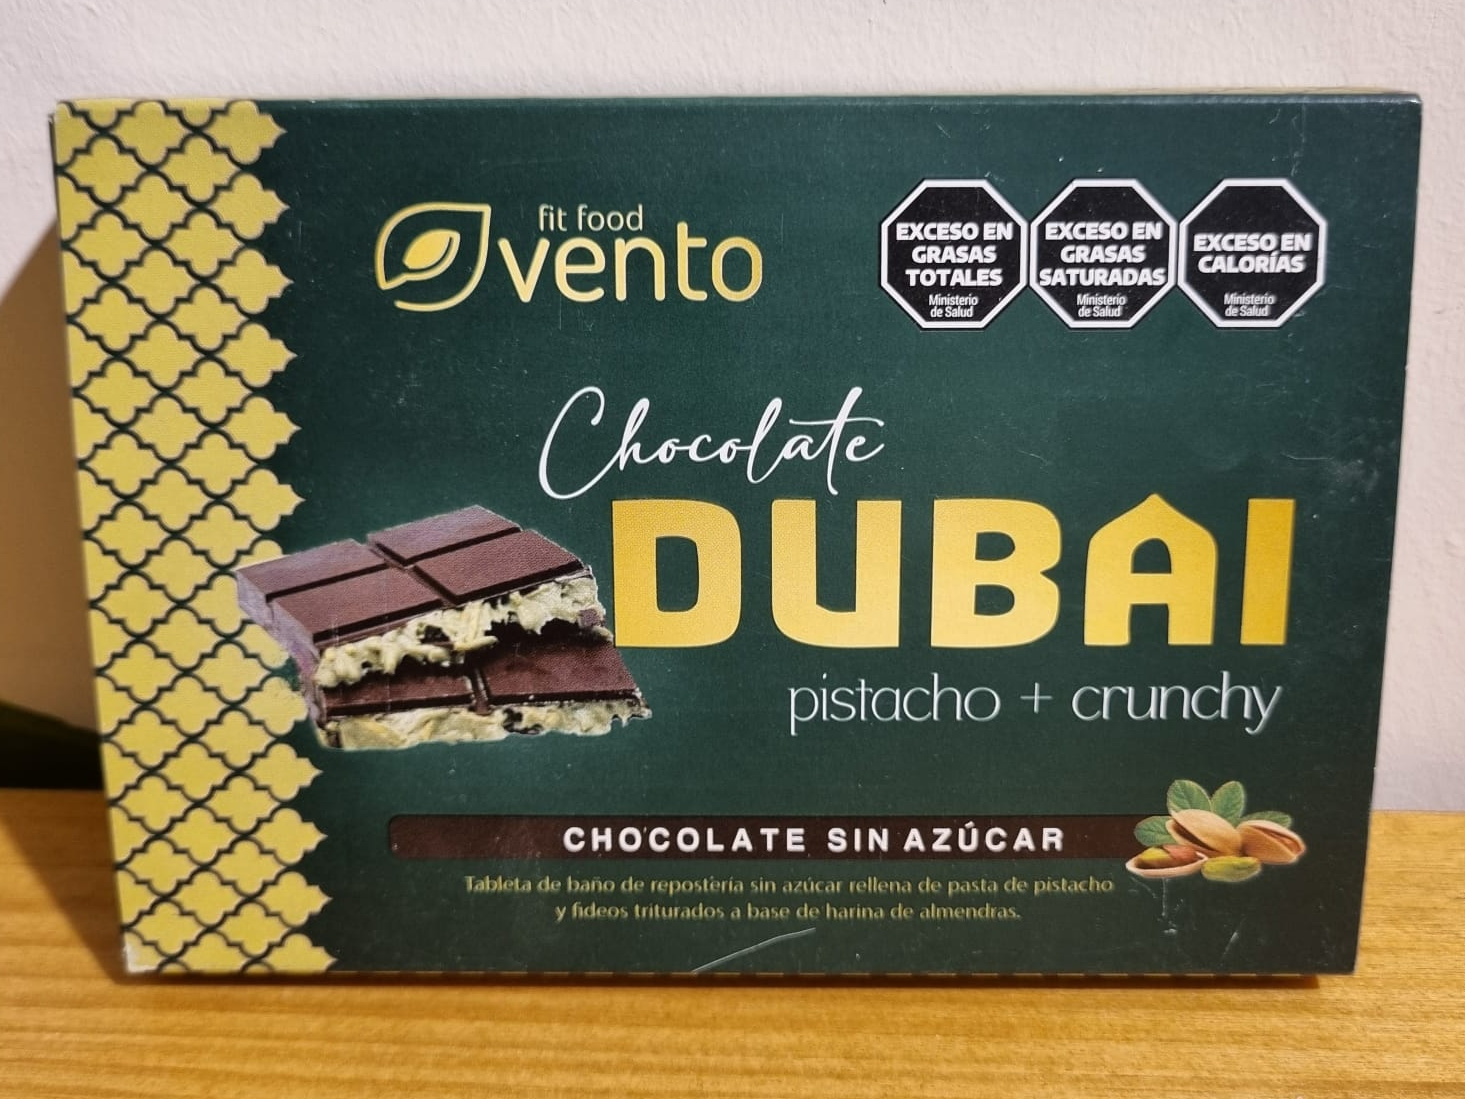 fit food
vento
EXCESO EN
GRASAS
TOTALES
Ministerio
de Salud
EXCESO EN
GRASAS
SATURADAS
Ministerio
de Salud
EXCESO EN
CALORÍAS
Ministerio
de Salud
Chocolate
DUBAI
pistacho + crunchy
CHOCOLATE SIN AZÚCAR
Tableta de baño de repostería sin azúcar rellena de pasta de pistacho
y fideos triturados a base de harina de almendras.